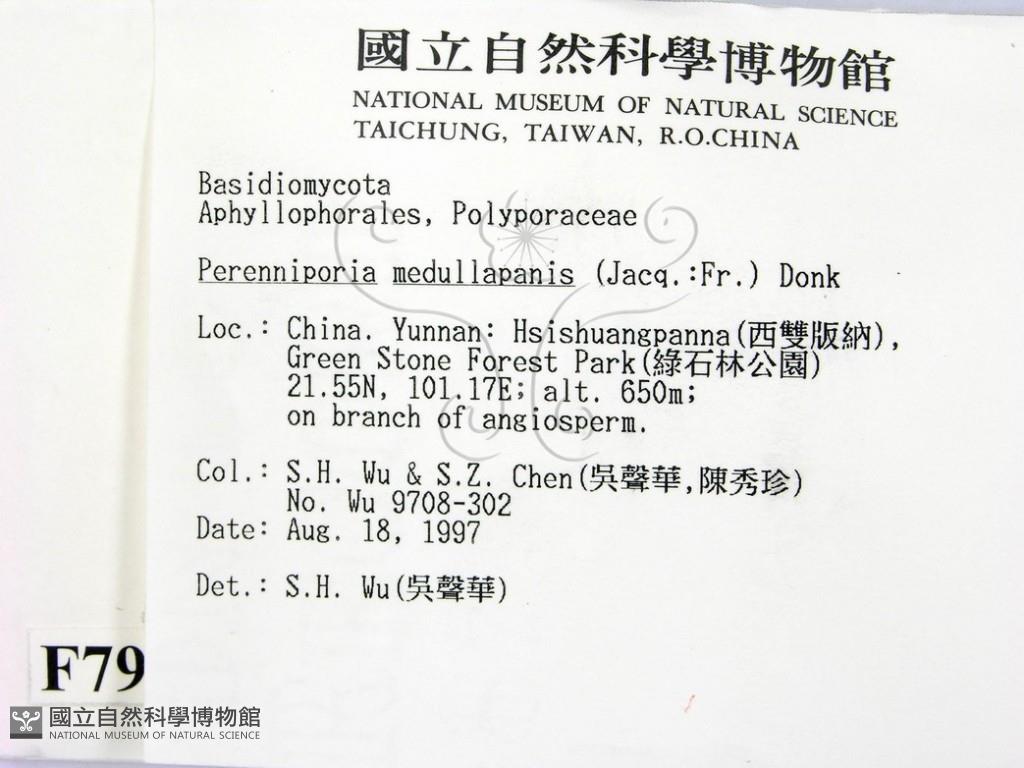 國立自然科學博物館
NATIONAL MUSEUM OF NATURAL SCIENCE
TAICHUNG, TAIWAN, R.O.CHINA
Basidiomycota
Aphyllophorales, Polyporaceae
Perenniporia medullapanis (Jacq.:Fr.) Donk
Loc.: China. Yunnan: Hsishuangpanna(西雙版納),
Green Stone Forest Park(綠石林公園)
21.55N, 101.17E; alt. 650m;
on branch of angiosperm.
Col.: S.H. Wu & S.Z. Chen(吳聲華,陳秀珍)
No. Wu 9708-302
Date: Aug. 18, 1997
Det.: S.H. Wu(吳聲華)
F79
國立自然科學博物館
NATIONAL MUSEUM OF NATURAL SCIENCE